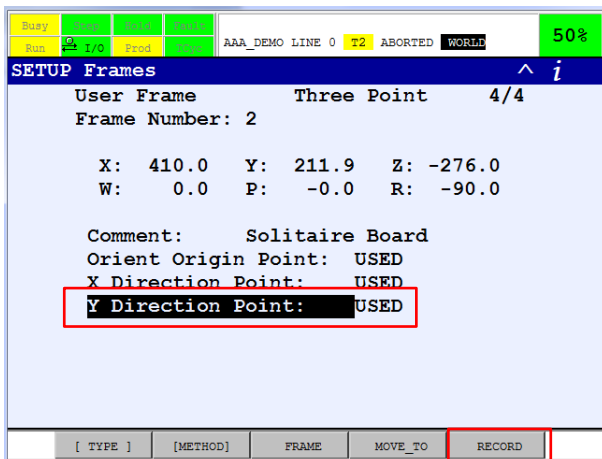 Busy Step Hold Fault
Run I/O Prod TCyc
AAA_DEMO LINE 0 T2 ABORTED WORLD
50%
SETUP Frames ^ i
User Frame Three Point 4/4
Frame Number: 2
X: 410.0 Y: 211.9 Z: -276.0
W: 0.0 P: -0.0 R: -90.0
Comment: Solitaire Board
Orient Origin Point: USED
X Direction Point: USED
Y Direction Point: USED
[ TYPE ] [METHOD] FRAME MOVE_TO RECORD